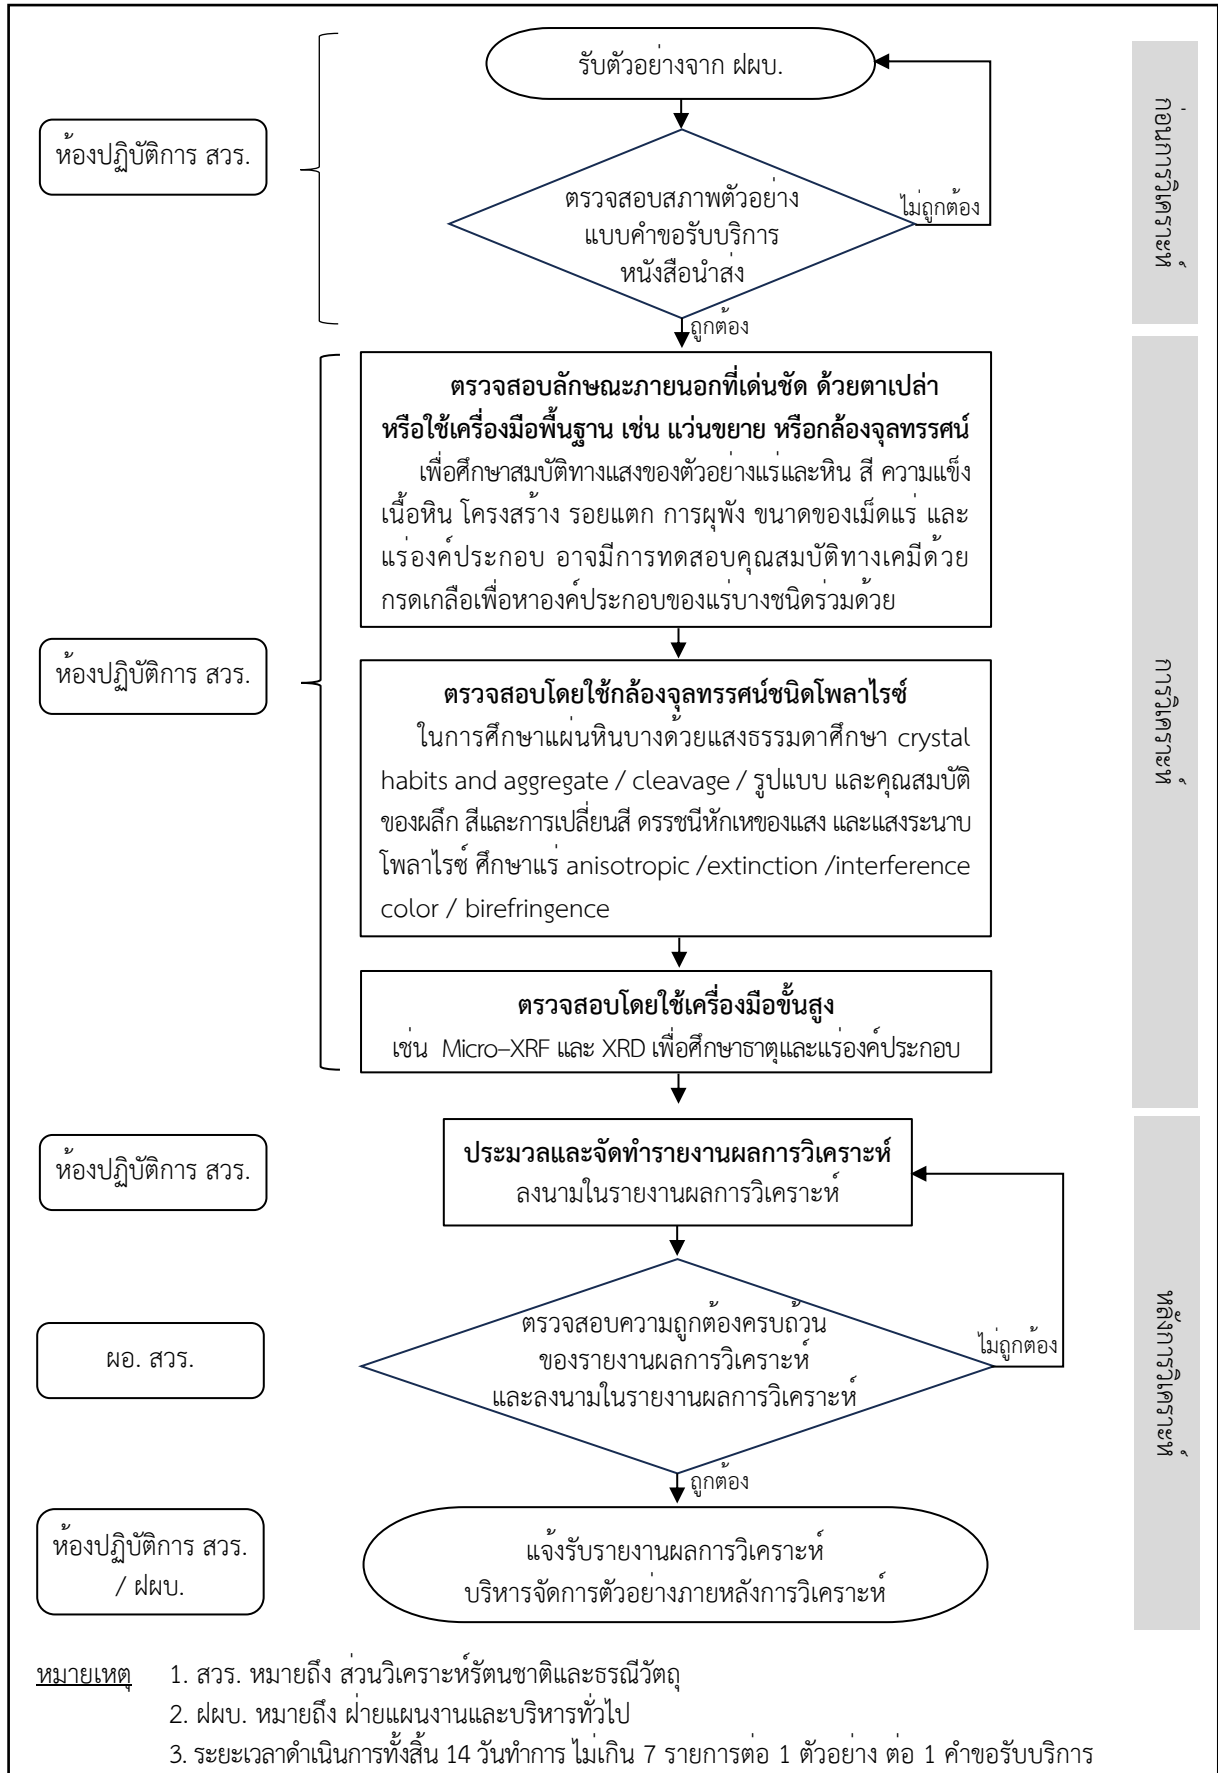 รับตัวอย่างจาก ฝผบ.
ห้องปฏิบัติการ สวร.
ตรวจสอบสภาพตัวอย่าง
แบบคำขอรับบริการ
หนังสือนำส่ง
ไม่ถูกต้อง
ถูกต้อง
ก่อนการวิเคราะห์
ตรวจสอบลักษณะภายนอกที่เด่นชัด ด้วยตาเปล่า
หรือใช้เครื่องมือพื้นฐาน เช่น แว่นขยาย หรือกล้องจุลทรรศน์
เพื่อศึกษาสมบัติทางแสงของตัวอย่างแร่และหิน สี ความแข็ง
เนื้อหิน โครงสร้าง รอยแตก การผุพัง ขนาดของเม็ดแร่ และ
แร่องค์ประกอบ อาจมีการทดสอบคุณสมบัติทางเคมีด้วย
กรดเกลือเพื่อหาองค์ประกอบของแร่บางชนิดร่วมด้วย
ห้องปฏิบัติการ สวร.
ตรวจสอบโดยใช้กล้องจุลทรรศน์ชนิดโพลาไรซ์
ในการศึกษาแผ่นหินบางด้วยแสงธรรมดาศึกษา crystal
habits and aggregate / cleavage / รูปแบบ และคุณสมบัติ
ของผลึก สีและการเปลี่ยนสี ดรรชนีหักเหของแสง และแสงระนาบ
โพลาไรซ์ ศึกษาแร่ anisotropic /extinction /interference
color / birefringence
การวิเคราะห์
ตรวจสอบโดยใช้เครื่องมือขั้นสูง
เช่น Micro–XRF และ XRD เพื่อศึกษาธาตุและแร่องค์ประกอบ
ห้องปฏิบัติการ สวร.
ประมวลและจัดทำรายงานผลการวิเคราะห์
ลงนามในรายงานผลการวิเคราะห์
ผอ. สวร.
ตรวจสอบความถูกต้องครบถ้วน
ของรายงานผลการวิเคราะห์
และลงนามในรายงานผลการวิเคราะห์
ไม่ถูกต้อง
ถูกต้อง
หลังการวิเคราะห์
ห้องปฏิบัติการ สวร.
/ ฝผบ.
แจ้งรับรายงานผลการวิเคราะห์
บริหารจัดการตัวอย่างภายหลังการวิเคราะห์
หมายเหตุ 1. สวร. หมายถึง ส่วนวิเคราะห์รัตนชาติและธรณีวัตถุ
2. ฝผบ. หมายถึง ฝ่ายแผนงานและบริหารทั่วไป
3. ระยะเวลาดำเนินการทั้งสิ้น 14 วันทำการ ไม่เกิน 7 รายการต่อ 1 ตัวอย่าง ต่อ 1 คำขอรับบริการ